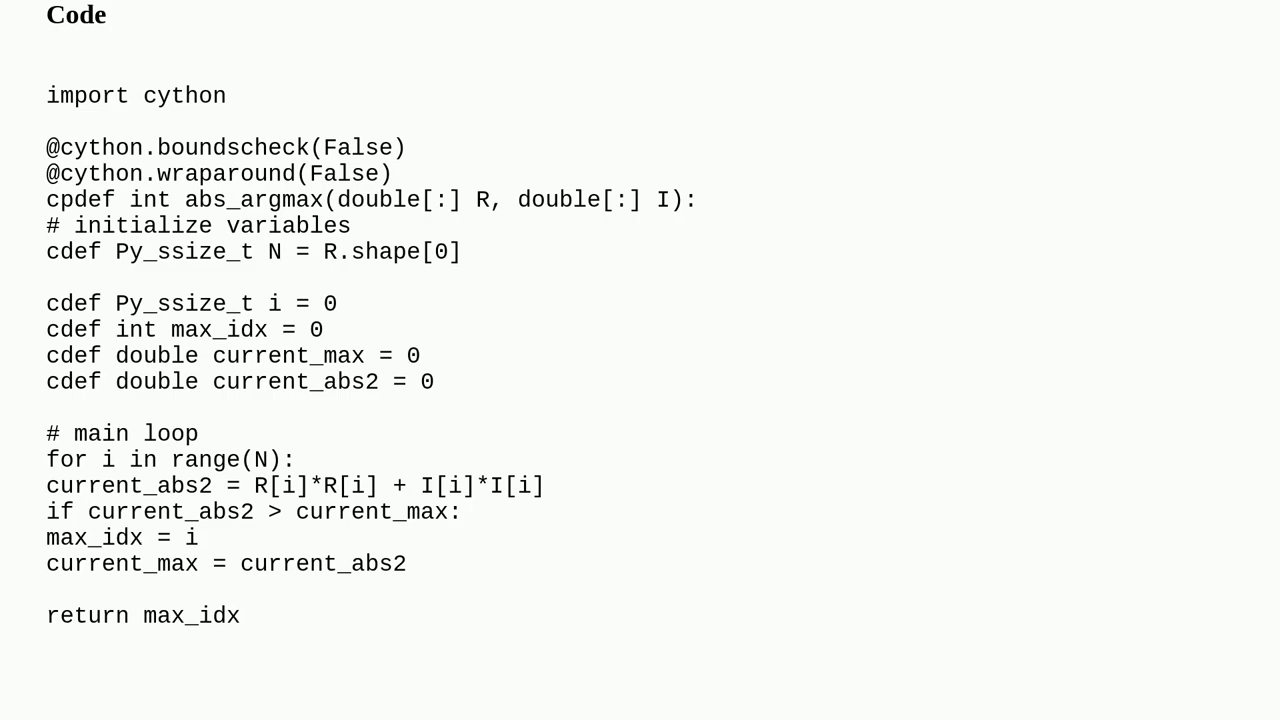 Code
import cython
@cython.boundscheck(False)
@cython.wraparound(False)
cpdef int abs_argmax(double[:] R, double[:] I):
# initialize variables
cdef Py_ssize_t N = R.shape[0]
cdef Py_ssize_t i = 0
cdef int max_idx = 0
cdef double current_max = 0
cdef double current_abs2 = 0
# main loop
for i in range(N):
current_abs2 = R[i]*R[i] + I[i]*I[i]
if current_abs2 > current_max:
max_idx = i
current_max = current_abs2
return max_idx